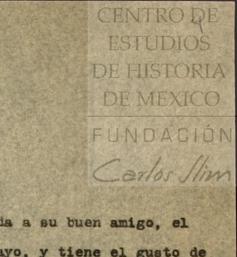 CENTRO DE
ESTUDIOS
DE HISTORIA
DE MEXICO
FUNDACIÓN
Carlos Slim
da a su buen amigo, el
ayo, y tiene el gusto de